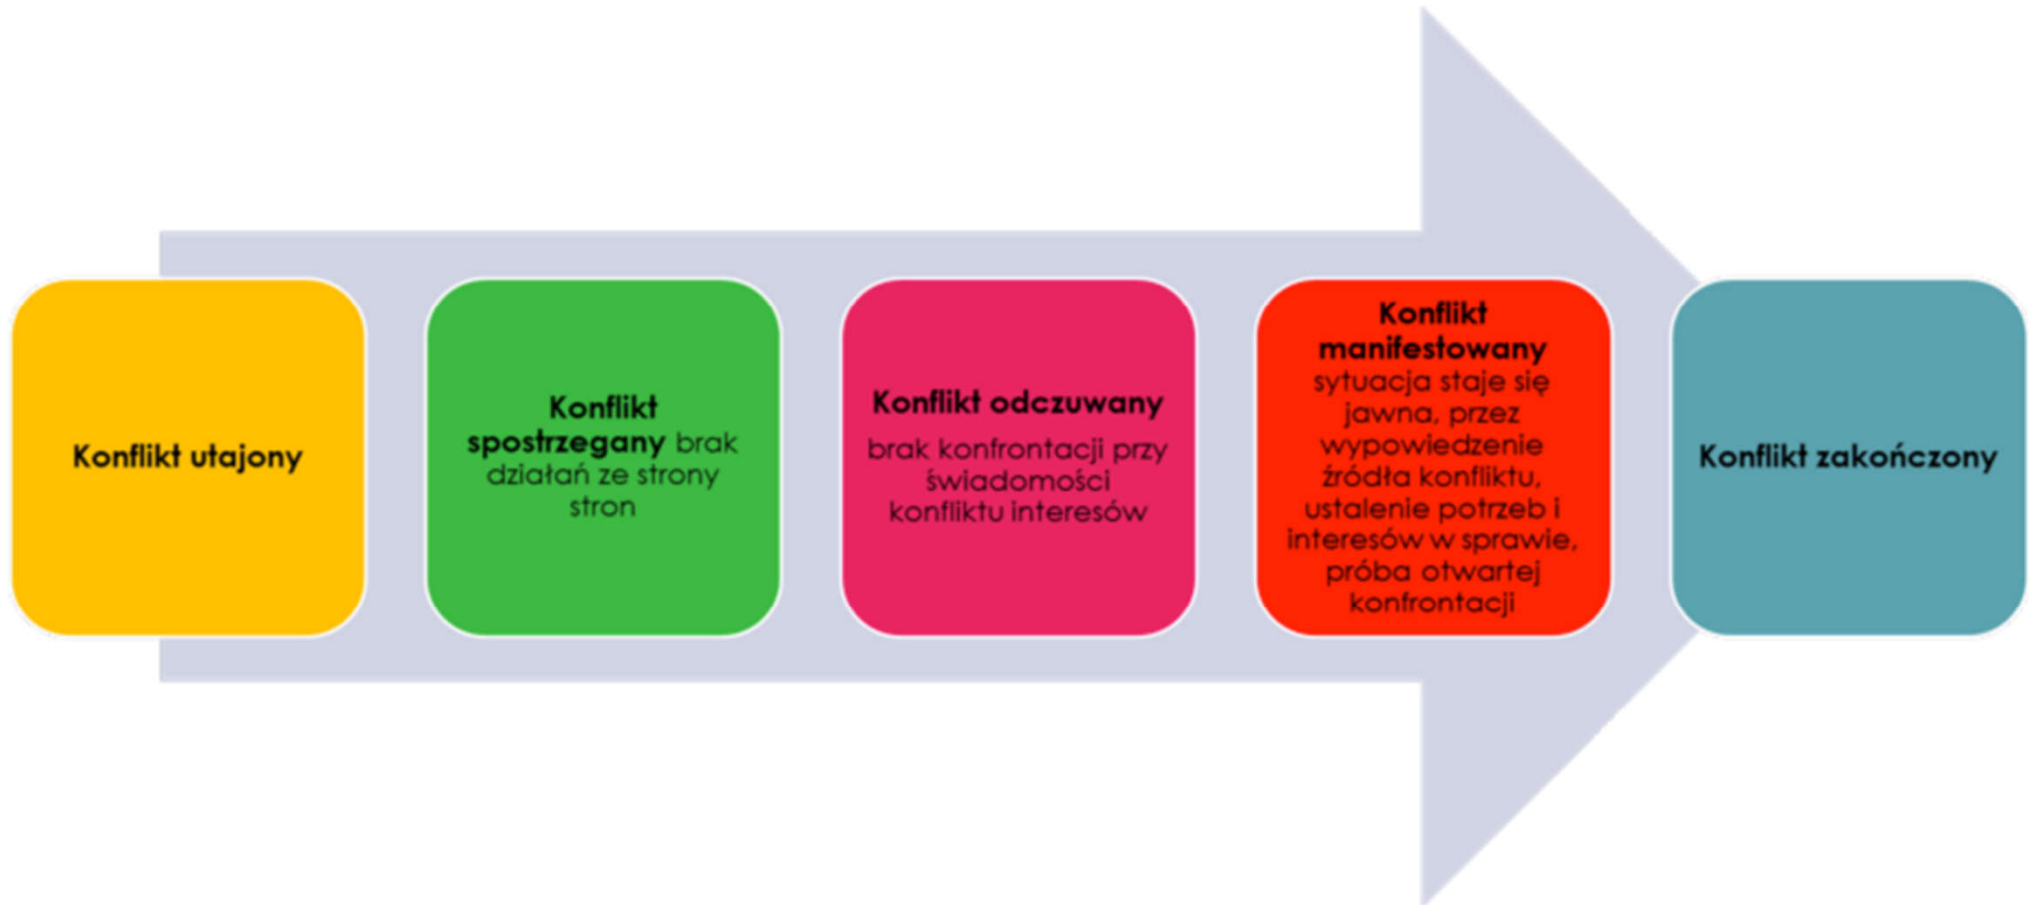 Konflikt utajony
Konflikt
spostrzegany brak
działań ze strony
stron
Konflikt odczuwany
brak konfrontacji przy
świadomości
konfliktu interesów
Konflikt
manifestowany
sytuacja staje się
jawna, przez
wypowiedzenie
źródła konfliktu,
ustalenie potrzeb i
interesów w sprawie,
próba otwartej
konfrontacji
Konflikt zakończony